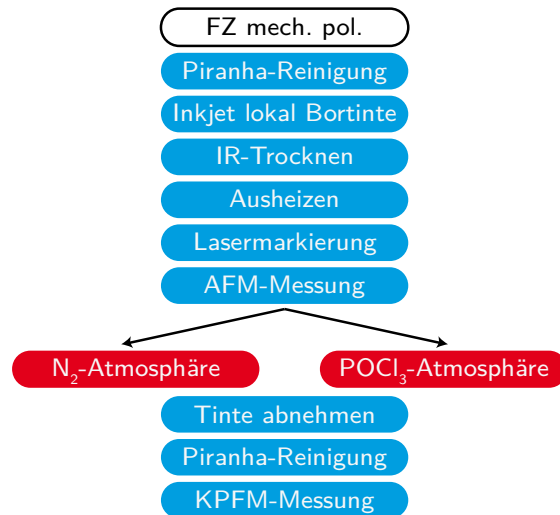 FZ mech. pol.
Piranha-Reinigung
Inkjet lokal Bortinte
IR-Trocknen
Ausheizen
Lasermarkierung
AFM-Messung
N₂-Atmosphäre
POCl₃-Atmosphäre
Tinte abnehmen
Piranha-Reinigung
KPFM-Messung